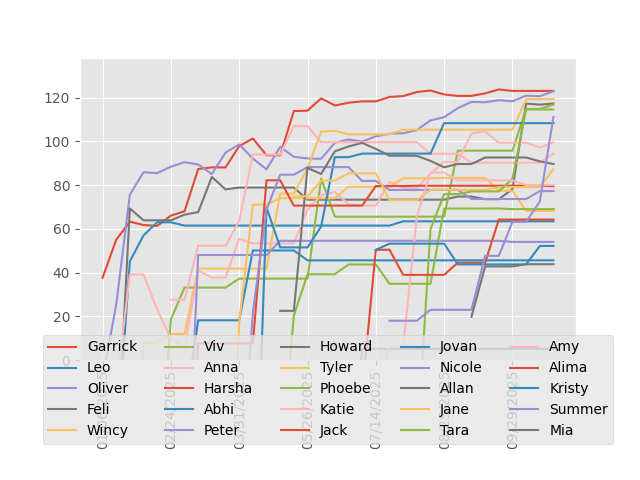 120
100
80
60
40
20
0
Garrick Viv Howard Jovan Amy
Leo Anna Tyler Nicole Alima
Oliver Harsha Phoebe Allan Kristy
Feli Abhi Katie Jane Summer
Wincy Peter Jack Tara Mia
02/24/2025
03/31/2025
05/26/2025
07/14/2025
09/29/2025